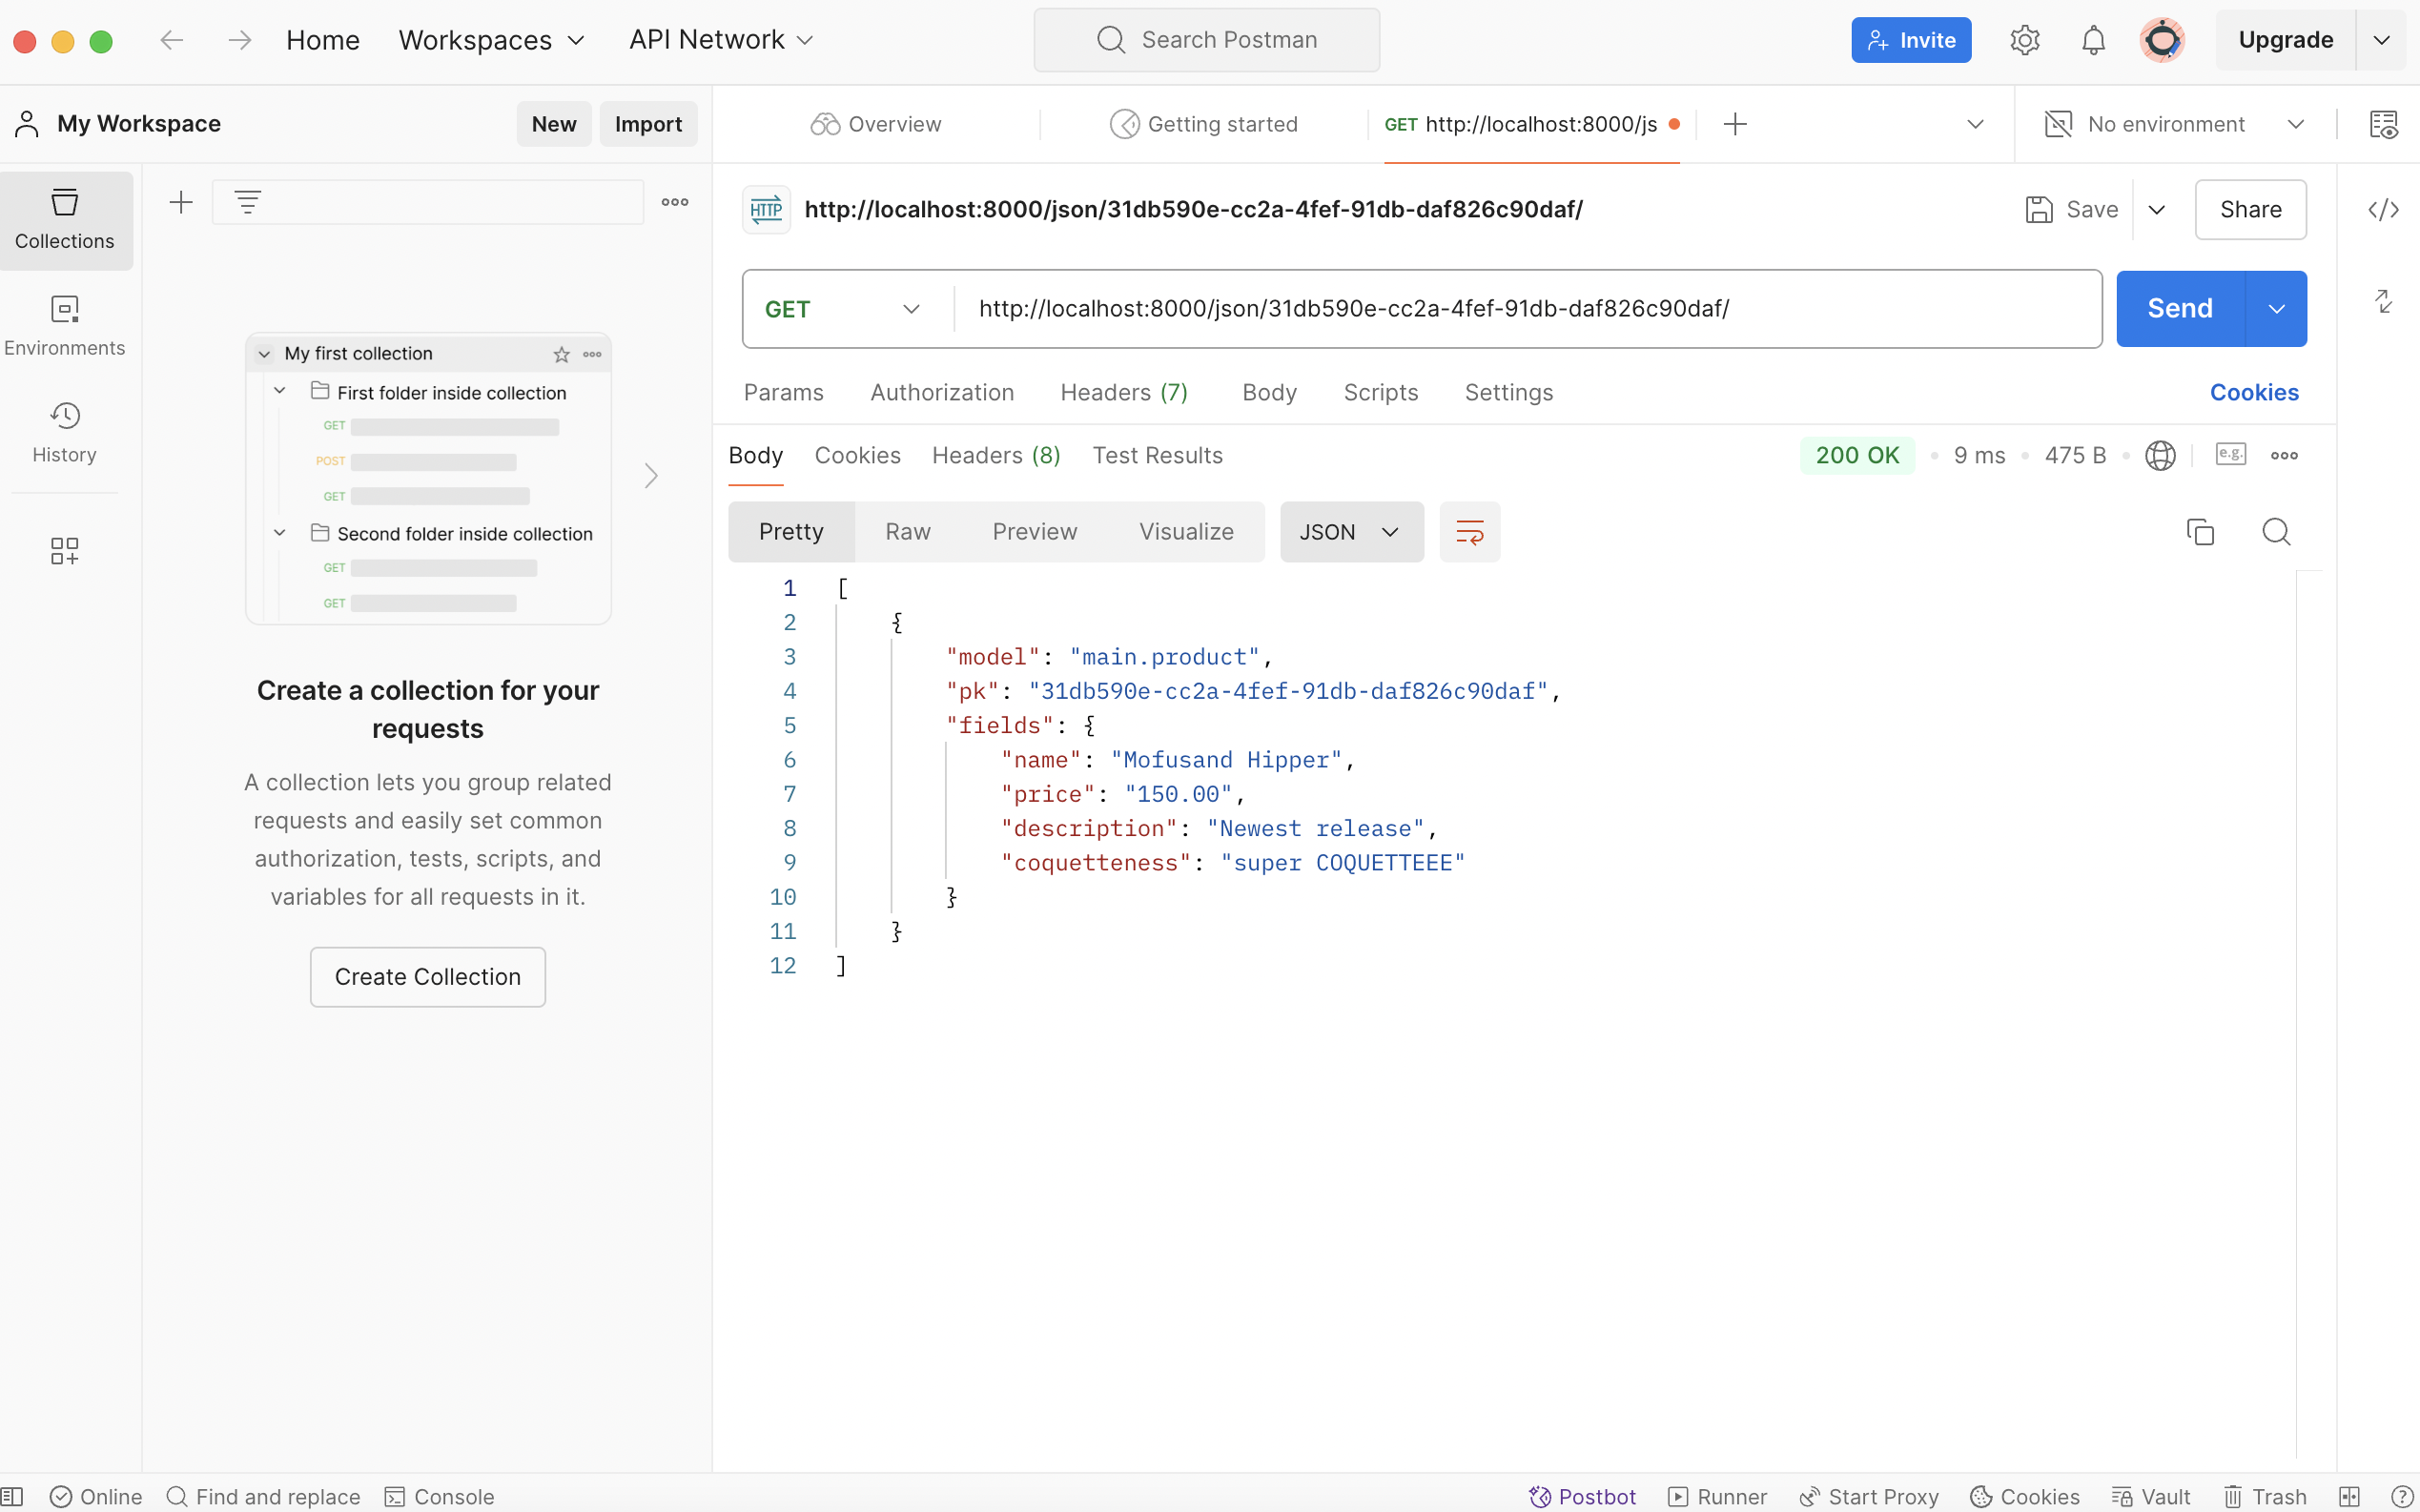 Home Workspaces API Network Search Postman Invite Upgrade
My Workspace New Import Overview Getting started GET http://localhost:8000/js No environment
Collections
Environments
History
My first collection
First folder inside collection
GET
POST
GET
Second folder inside collection
GET
GET
Create a collection for your
requests
A collection lets you group related
requests and easily set common
authorization, tests, scripts, and
variables for all requests in it.
Create Collection
HTTP http://localhost:8000/json/31db590e-cc2a-4fef-91db-daf826c90daf/ Save Share
GET http://localhost:8000/json/31db590e-cc2a-4fef-91db-daf826c90daf/ Send
Params Authorization Headers (7) Body Scripts Settings Cookies
Body Cookies Headers (8) Test Results 200 OK • 9 ms • 475 B • e.g.
Pretty Raw Preview Visualize JSON
1 [
2 {
3 "model": "main.product",
4 "pk": "31db590e-cc2a-4fef-91db-daf826c90daf",
5 "fields": {
6 "name": "Mofusand Hipper",
7 "price": "150.00",
8 "description": "Newest release",
9 "coquetteness": "super COQUETTEEE"
10 }
11 }
12 ]
Online Find and replace Console Postbot Runner Start Proxy Cookies Vault Trash